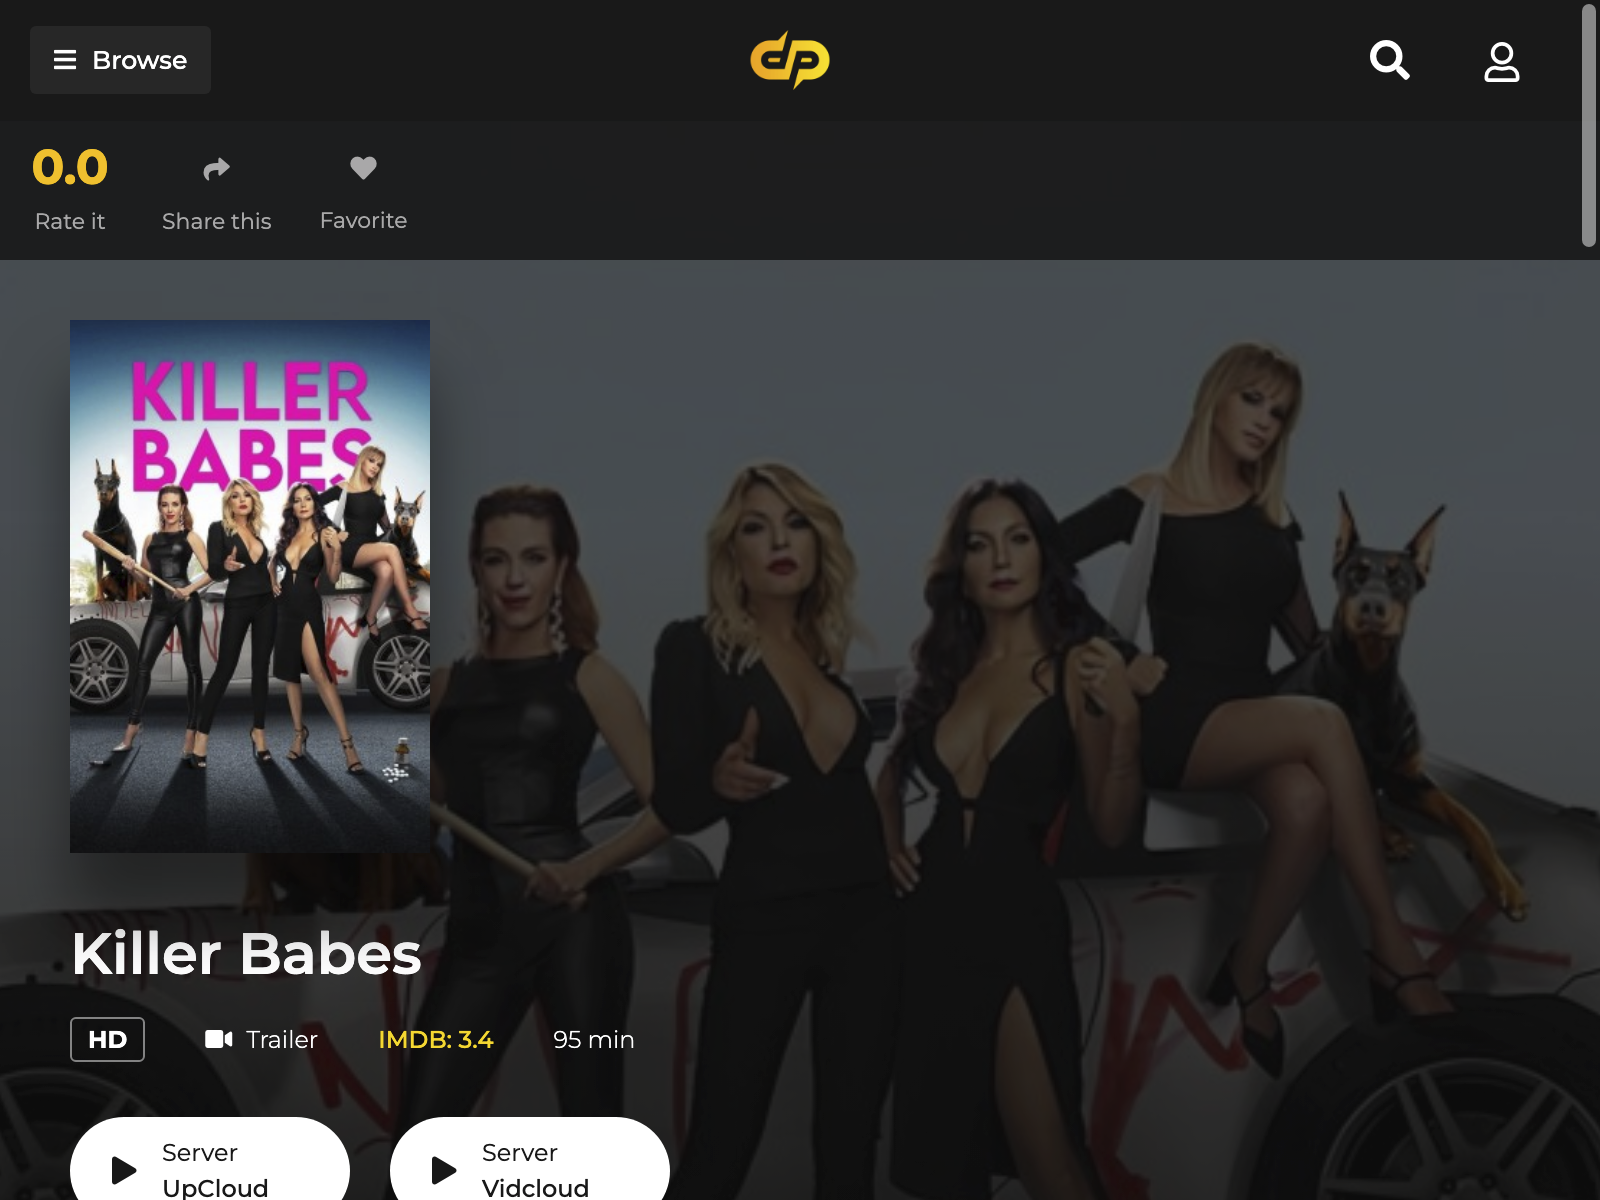 Browse
dp
0.0
Rate it
Share this
Favorite
KILLER
BABES
Killer Babes
HD
Trailer
IMDB: 3.4
95 min
Server
UpCloud
Server
Vidcloud